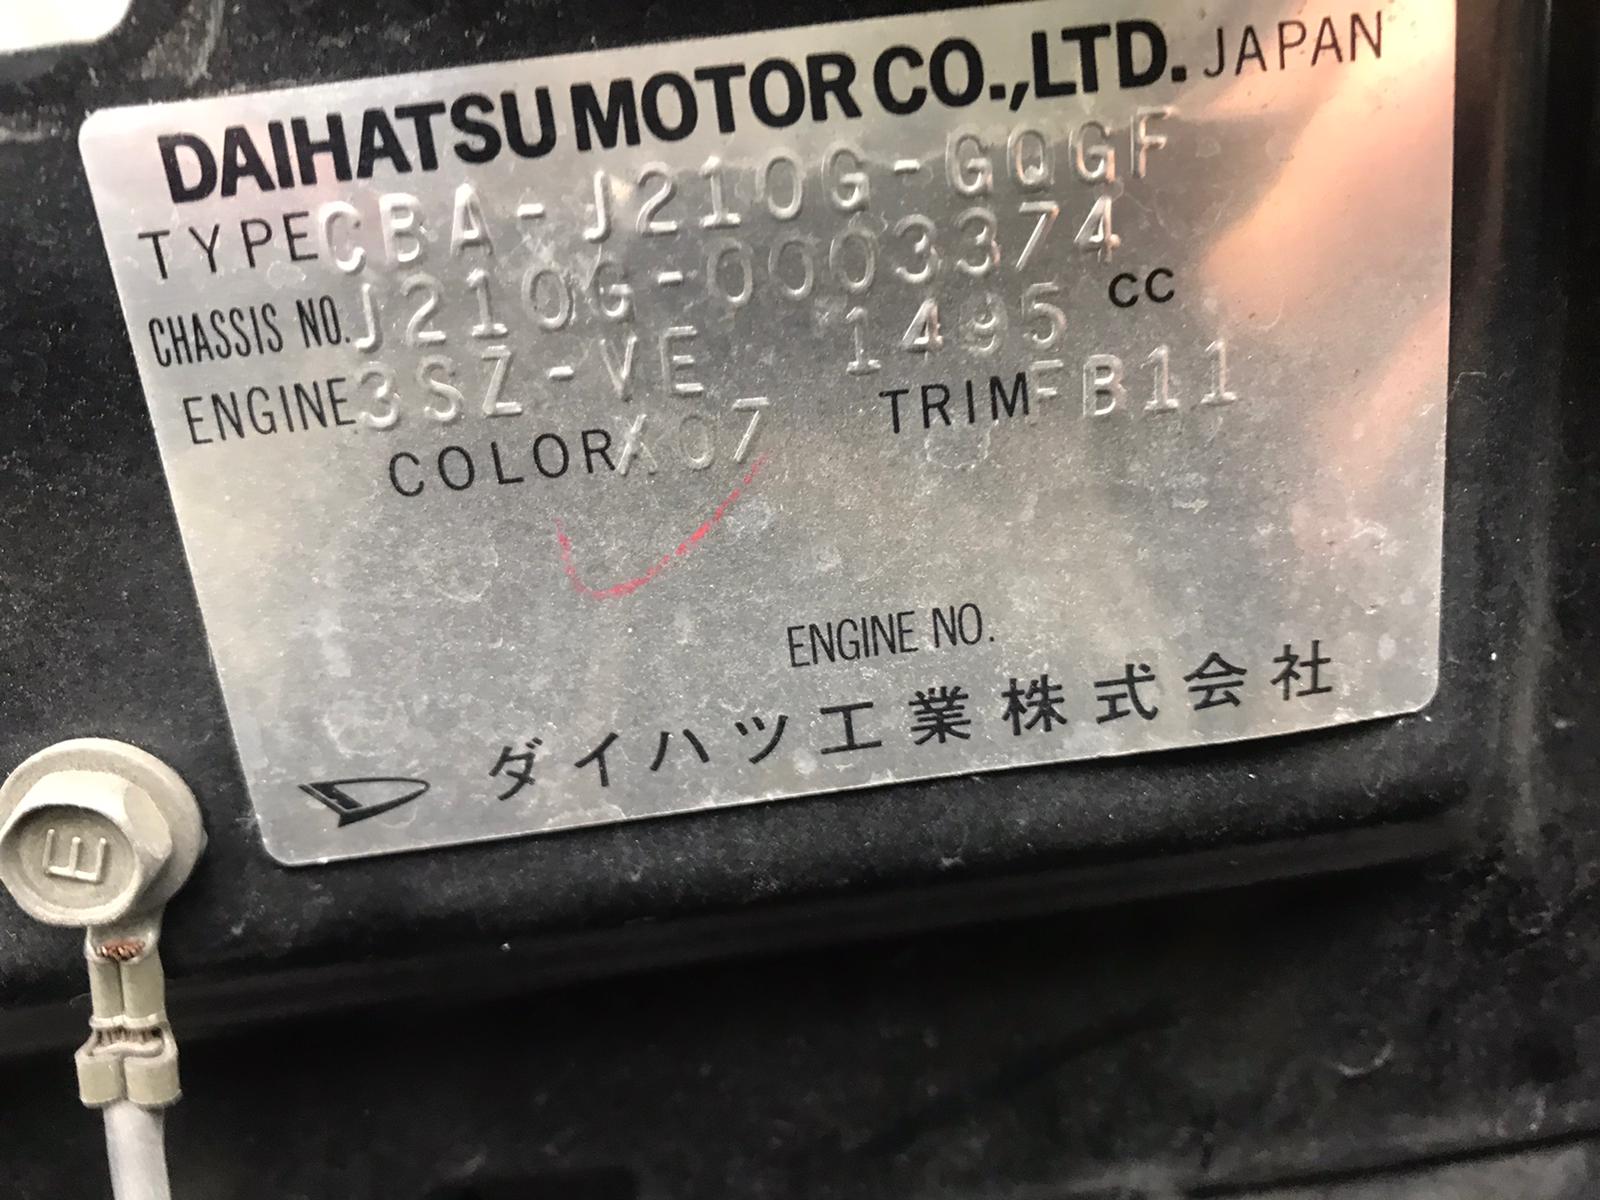 DAIHATSU MOTOR CO.,LTD. JAPAN
TYPE CBA-J210G-GQGF
CHASSIS NO. J210G-0003374
ENGINE 3SZ-VE 1495 CC
COLOR X07 TRIM FB11
ENGINE NO.
ダイハツ工業株式会社
E